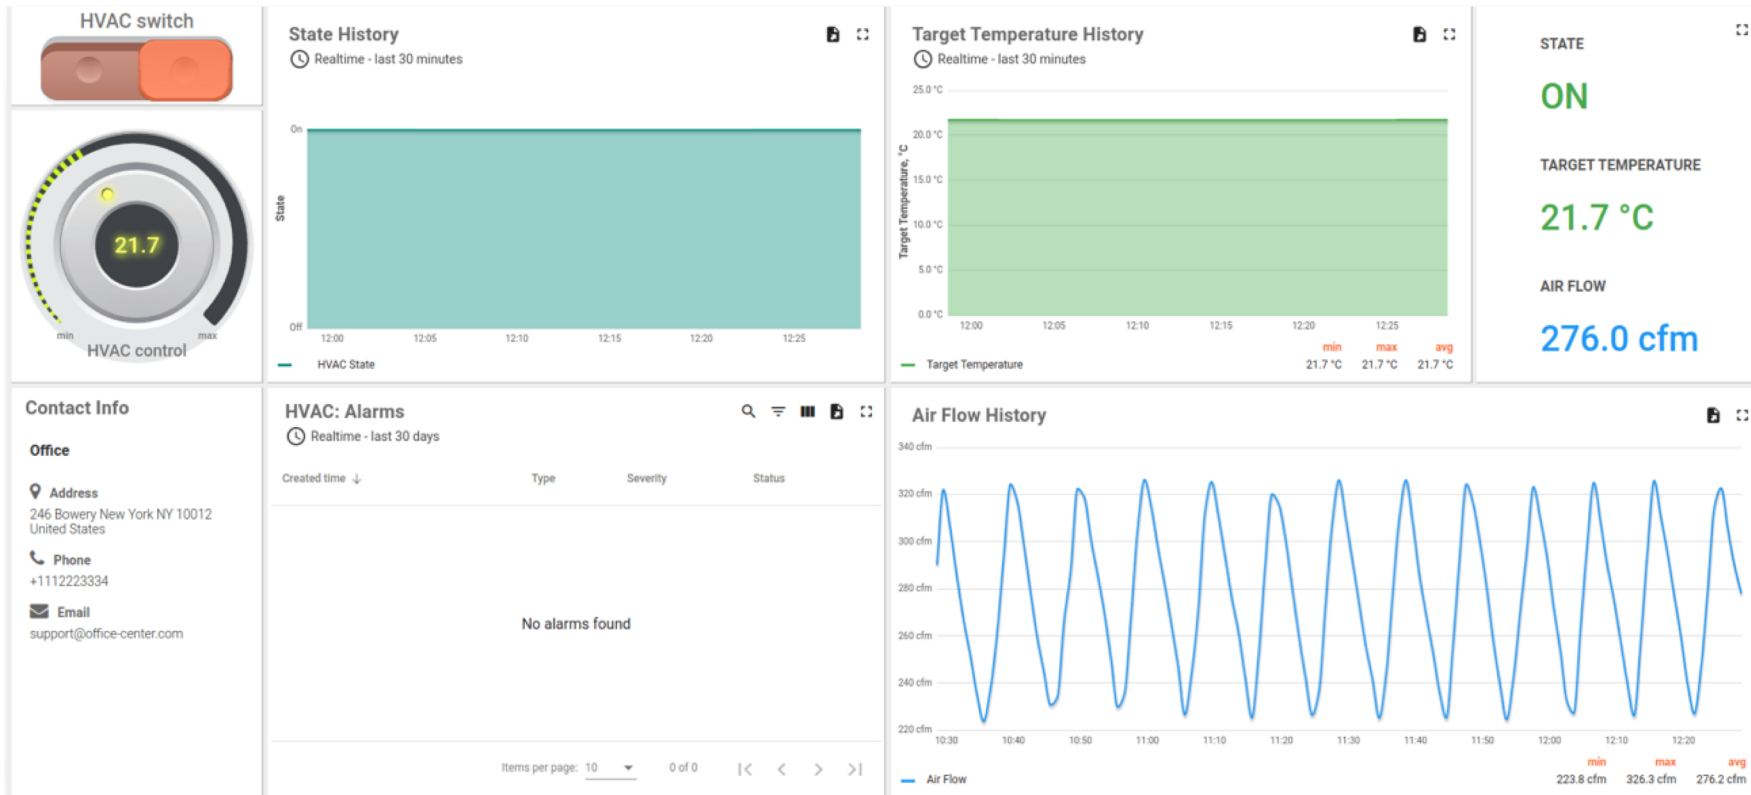 HVAC switch
21.7
min
max
HVAC control
State History
Realtime - last 30 minutes
State
On
Off
12:00 12:05 12:10 12:15 12:20 12:25
HVAC State
Target Temperature History
Realtime - last 30 minutes
Target Temperature, °C
25.0 °C
20.0 °C
15.0 °C
10.0 °C
5.0 °C
0.0 °C
12:00 12:05 12:10 12:15 12:20 12:25
min max avg
Target Temperature 21.7 °C 21.7 °C 21.7 °C
STATE
ON
TARGET TEMPERATURE
21.7 °C
AIR FLOW
276.0 cfm
Contact Info
Office
Address
246 Bowery New York NY 10012
United States
Phone
+1112223334
Email
support@office-center.com
HVAC: Alarms
Realtime - last 30 days
Created time Type Severity Status
No alarms found
Items per page: 10 0 of 0
Air Flow History
340 cfm
320 cfm
300 cfm
280 cfm
260 cfm
240 cfm
220 cfm
10:30 10:40 10:50 11:00 11:10 11:20 11:30 11:40 11:50 12:00 12:10 12:20
min max avg
Air Flow 223.8 cfm 326.3 cfm 276.2 cfm